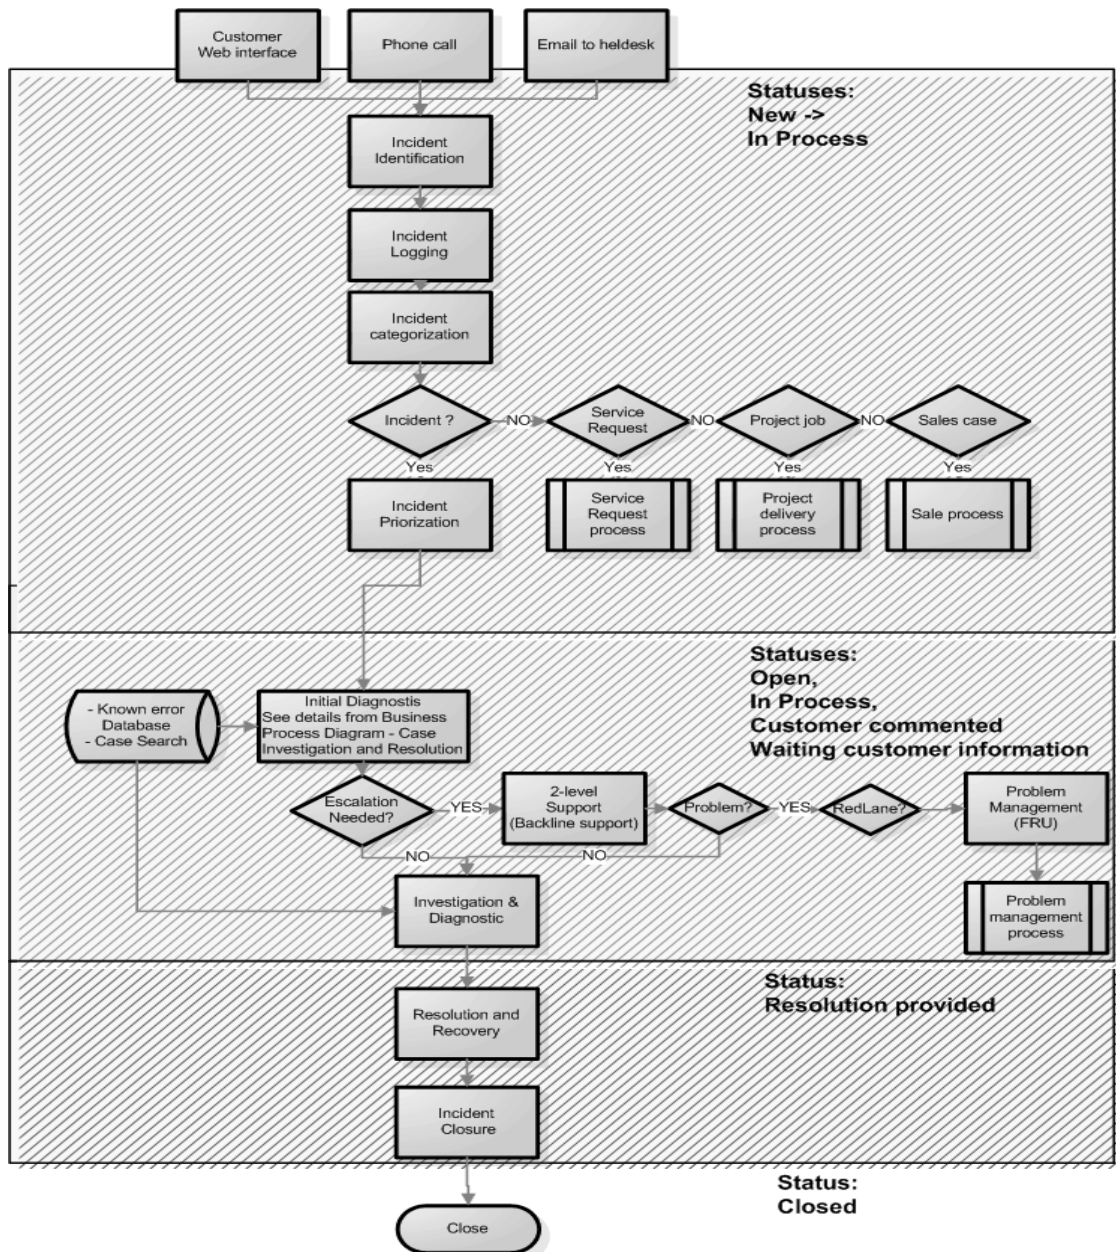 Customer
Web interface
Phone call
Email to heldesk
Statuses:
New ->
In Process
Incident
Identification
Incident
Logging
Incident
categorization
Incident ?
NO
Service
Request
NO
Project job
NO
Sales case
Yes
Yes
Yes
Yes
Incident
Priorization
Service
Request
process
Project
delivery
process
Sale process
Statuses:
Open,
In Process,
Customer commented
Waiting customer information
- Known error
Database
- Case Search
Initial Diagnostis
See details from Business
Process Diagram - Case
Investigation and Resolution
Escalation
Needed?
YES
2-level
Support
(Backline support)
Problem?
YES
RedLane?
Problem
Management
(FRU)
NO
NO
Investigation &
Diagnostic
Problem
management
process
Status:
Resolution provided
Resolution and
Recovery
Incident
Closure
Status:
Closed
Close